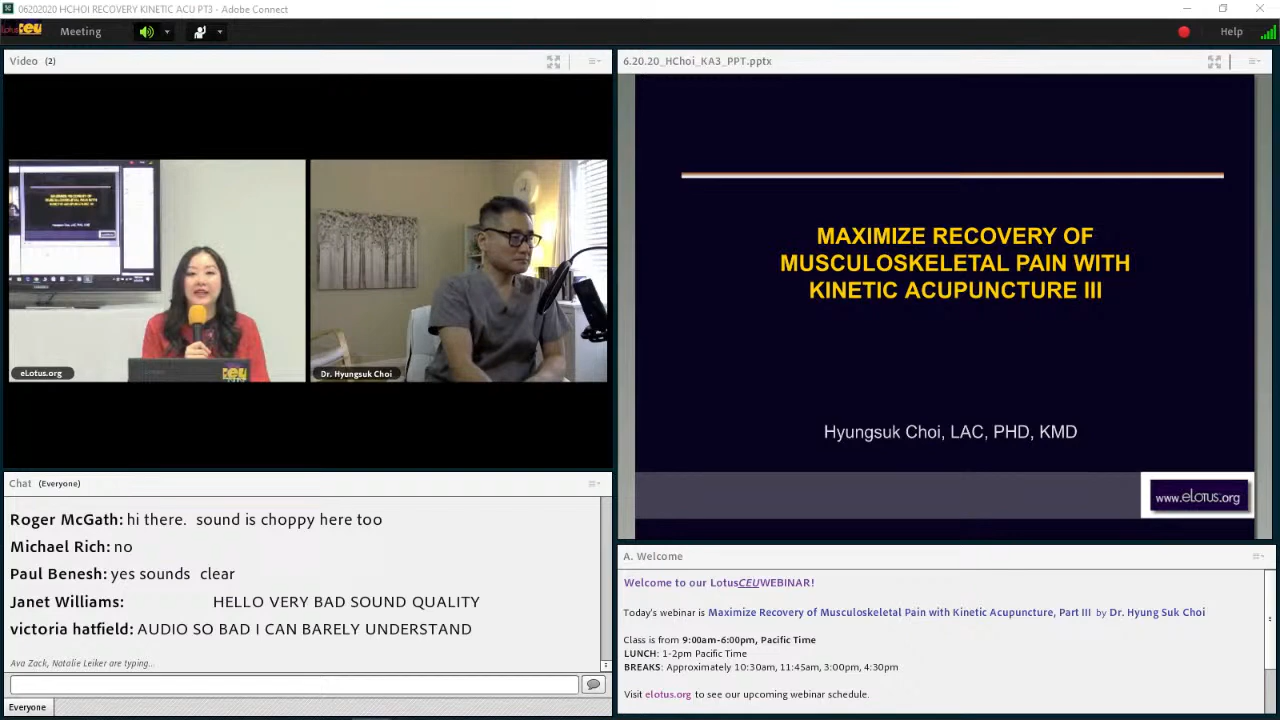 06202020 HCHOI RECOVERY KINETIC ACU PT3 - Adobe Connect
Meeting
Help
Video (2)
eLotus.org
Dr. Hyungsuk Choi
6.20.20_HChoi_KA3_PPT.pptx
MAXIMIZE RECOVERY OF
MUSCULOSKELETAL PAIN WITH
KINETIC ACUPUNCTURE III
Hyungsuk Choi, LAC, PHD, KMD
www.eLotus.org
Chat (Everyone)
Roger McGath: hi there. sound is choppy here too
Michael Rich: no
Paul Benesh: yes sounds clear
Janet Williams: HELLO VERY BAD SOUND QUALITY
victoria hatfield: AUDIO SO BAD I CAN BARELY UNDERSTAND
Ava Zack, Natalie Leiker are typing...
Everyone
A. Welcome
Welcome to our LotusCEUWEBINAR!
Today's webinar is Maximize Recovery of Musculoskeletal Pain with Kinetic Acupuncture, Part III by Dr. Hyung Suk Choi
Class is from 9:00am-6:00pm, Pacific Time
LUNCH: 1-2pm Pacific Time
BREAKS: Approximately 10:30am, 11:45am, 3:00pm, 4:30pm
Visit elotus.org to see our upcoming webinar schedule.